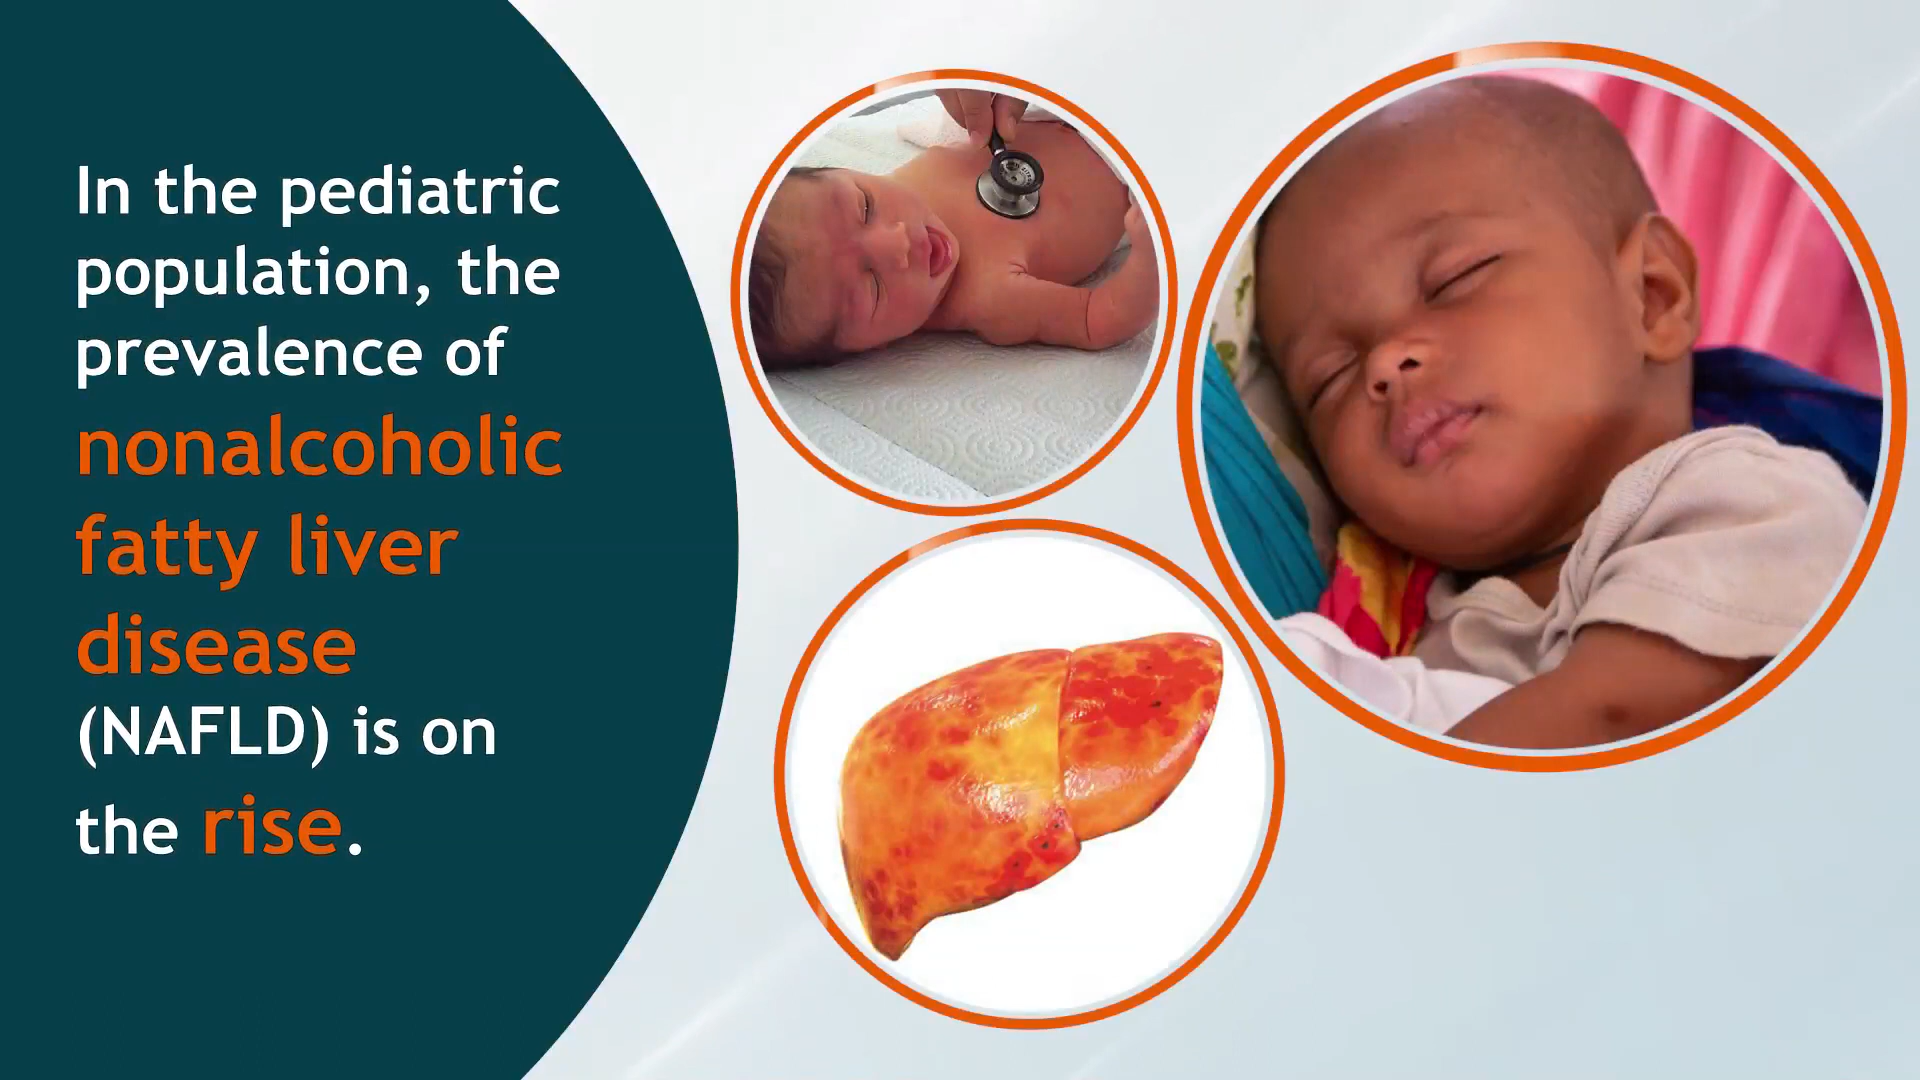 In the pediatric
population, the
prevalence of
nonalcoholic
fatty liver
disease
(NAFLD) is on
the rise.